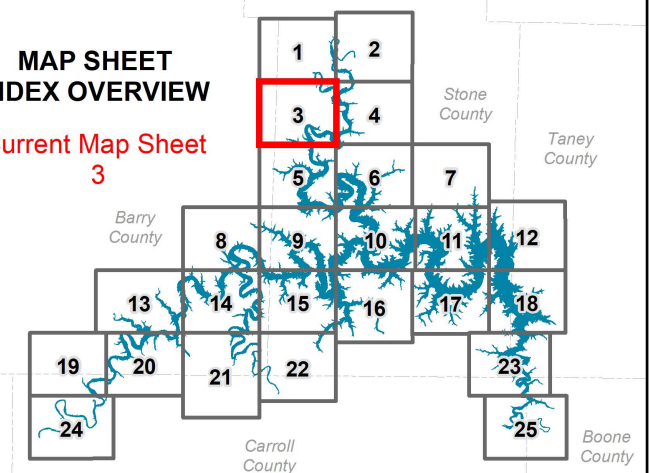 MAP SHEET
NDEX OVERVIEW
urrent Map Sheet
3
1
2
3
4
Stone
County
Taney
County
5
6
7
Barry
County
8
9
10
11
12
13
14
15
16
17
18
19
20
21
22
23
24
25
Carroll
County
Boone
County